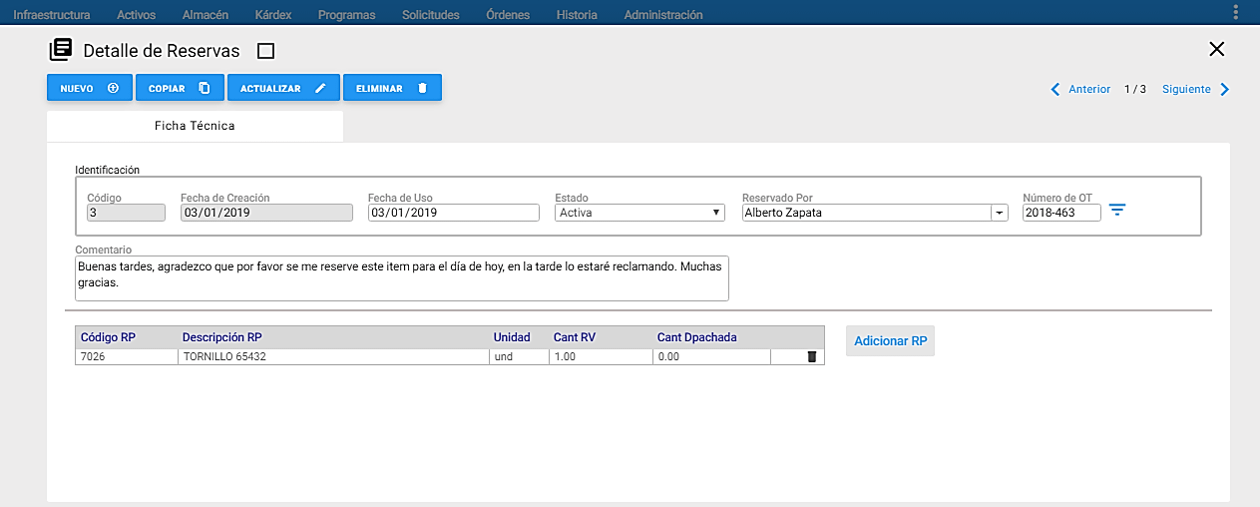 Infraestructura Activos Almacén Kárdex Programas Solicitudes Órdenes Historia Administración
Detalle de Reservas
NUEVO COPIAR ACTUALIZAR ELIMINAR
Anterior 1 / 3 Siguiente
Ficha Técnica
Identificación
Código Fecha de Creación Fecha de Uso Estado Reservado Por Número de OT
3 03/01/2019 03/01/2019 Activa Alberto Zapata 2018-463
Comentario
Buenas tardes, agradezco que por favor se me reserve este item para el día de hoy, en la tarde lo estaré reclamando. Muchas
gracias.
Código RP Descripción RP Unidad Cant RV Cant Dpachada
Adicionar RP
7026 TORNILLO 65432 und 1.00 0.00